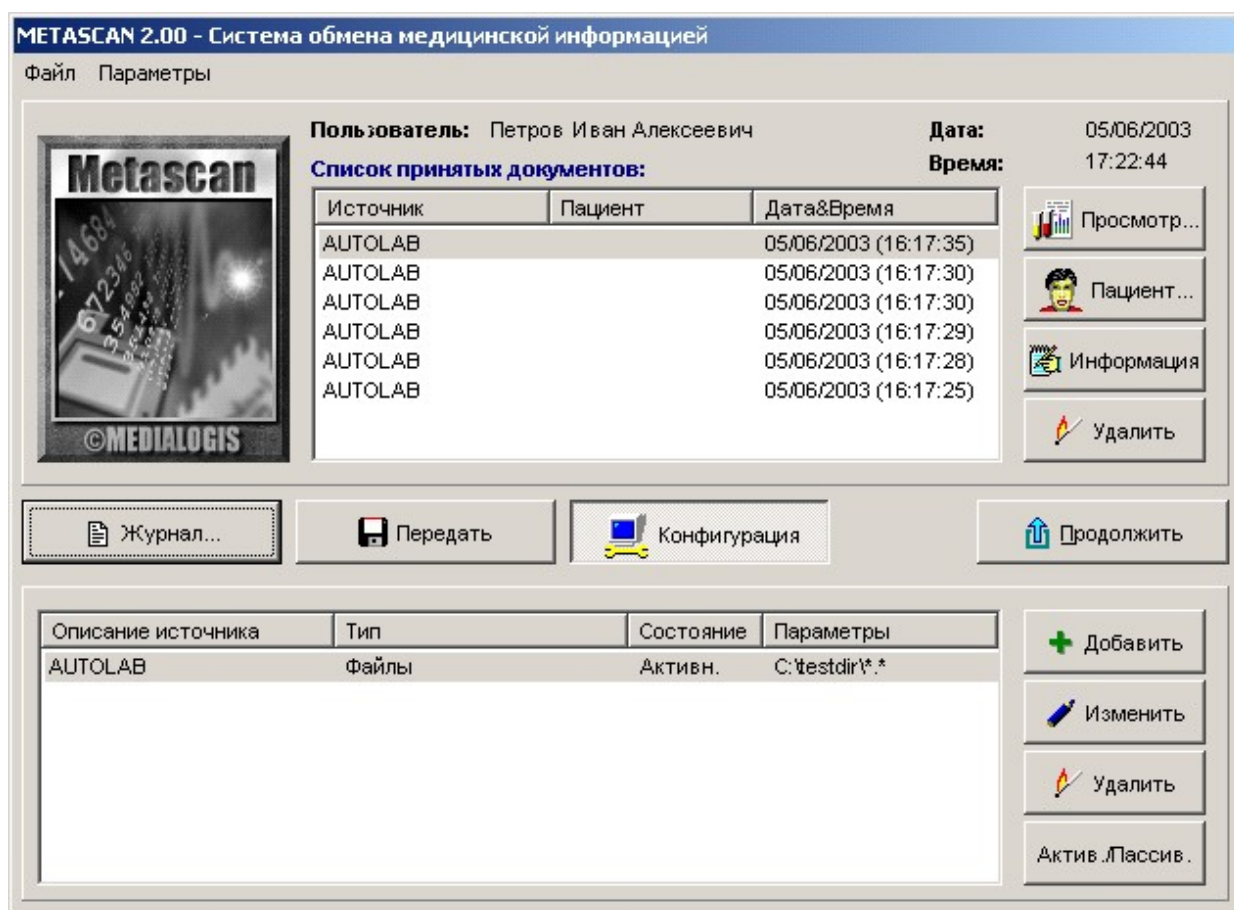 METASCAN 2.00 - Система обмена медицинской информацией
Файл Параметры
Пользователь: Петров Иван Алексеевич Дата: 05/06/2003
Список принятых документов: Время: 17:22:44
Metascan
©MEDIALOGIS
Источник Пациент Дата&Время
AUTOLAB 05/06/2003 (16:17:35)
AUTOLAB 05/06/2003 (16:17:30)
AUTOLAB 05/06/2003 (16:17:30)
AUTOLAB 05/06/2003 (16:17:29)
AUTOLAB 05/06/2003 (16:17:28)
AUTOLAB 05/06/2003 (16:17:25)
Просмотр...
Пациент...
Информация
Удалить
Журнал... Передать Конфигурация Продолжить
Описание источника Тип Состояние Параметры
AUTOLAB Файлы Активн. C:\testdir\*.*
Добавить
Изменить
Удалить
Актив./Пассив.